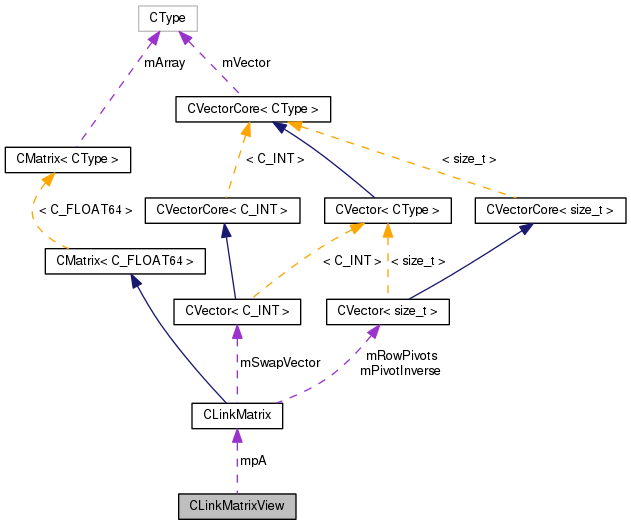 CType
mArray
mVector
CVectorCore< CType >
CMatrix< CType >
< C_INT >
< size_t >
< C_FLOAT64 >
CVectorCore< C_INT >
CVector< CType >
CVectorCore< size_t >
CMatrix< C_FLOAT64 >
< C_INT >
< size_t >
CVector< C_INT >
CVector< size_t >
mSwapVector
mRowPivots
mPivotInverse
CLinkMatrix
mpA
CLinkMatrixView